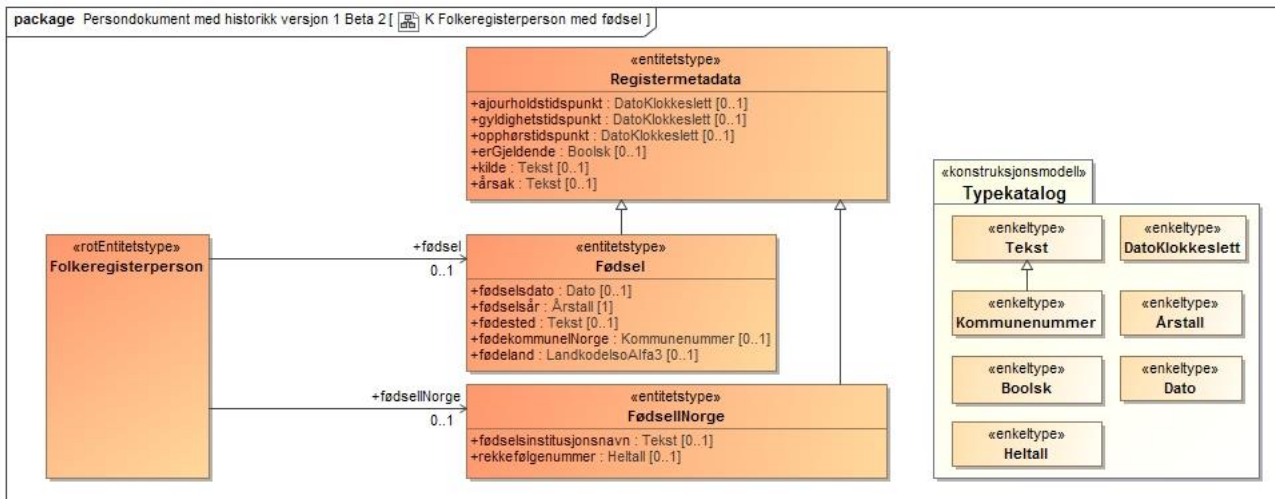 package Persondokument med historikk versjon 1 Beta 2 [ K Folkeregisterperson med fødsel ]
«entitetstype»
Registermetadata
+ajourholdstidspunkt : DatoKlokkeslett [0..1]
+gyldighetstidspunkt : DatoKlokkeslett [0..1]
+opphørstidspunkt : DatoKlokkeslett [0..1]
+erGjeldende : Boolsk [0..1]
+kilde : Tekst [0..1]
+årsak : Tekst [0..1]
«rotEntitetstype»
Folkeregisterperson
+fødsel
0..1
«entitetstype»
Fødsel
+fødselsdato : Dato [0..1]
+fødselsår : Årstall [1]
+fødested : Tekst [0..1]
+fødekommuneINorge : Kommunenummer [0..1]
+fødeland : LandkodeIsoAlfa3 [0..1]
+fødselINorge
0..1
«entitetstype»
FødselINorge
+fødselsinstitusjonsnavn : Tekst [0..1]
+rekkefølgenummer : Heltall [0..1]
«konstruksjonsmodell»
Typekatalog
«enkeltype»
Tekst
«enkeltype»
DatoKlokkeslett
«enkeltype»
Kommunenummer
«enkeltype»
Årstall
«enkeltype»
Boolsk
«enkeltype»
Dato
«enkeltype»
Heltall